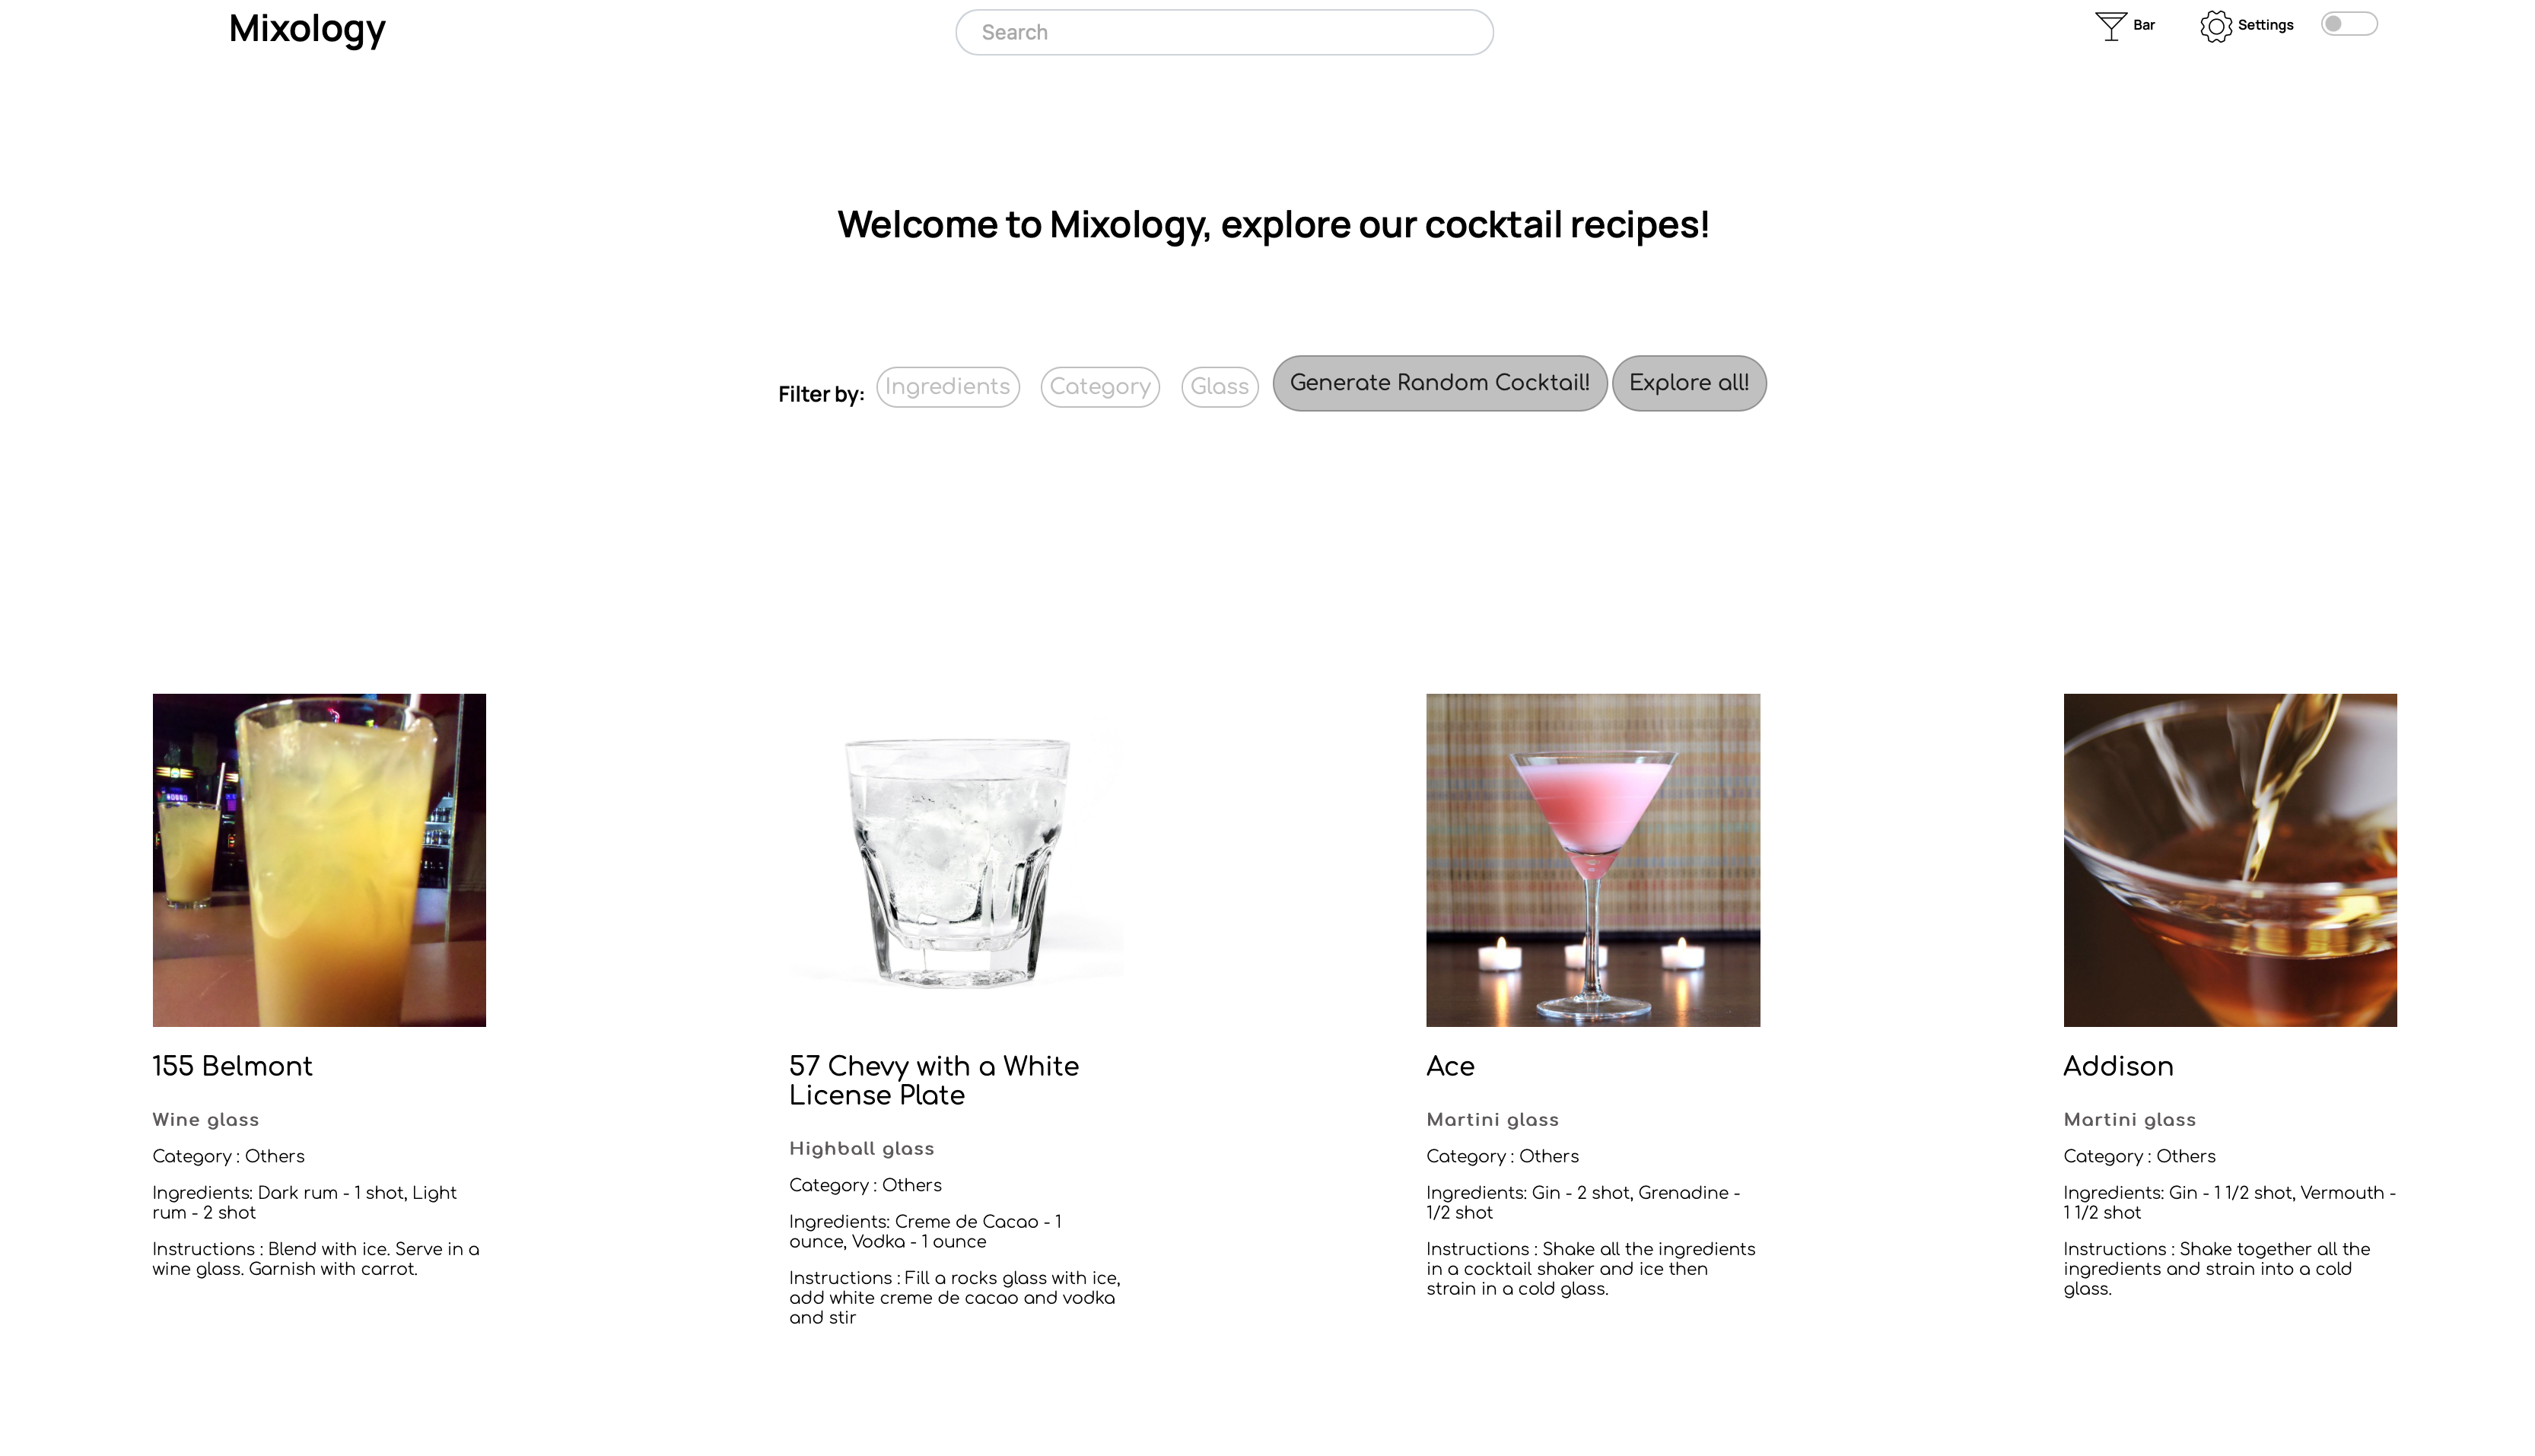 Mixology
Search
Bar
Settings
Welcome to Mixology, explore our cocktail recipes!
Filter by:
Ingredients
Category
Glass
Generate Random Cocktail!
Explore all!
155 Belmont
Wine glass
Category : Others
Ingredients: Dark rum - 1 shot, Light
rum - 2 shot
Instructions : Blend with ice. Serve in a
wine glass. Garnish with carrot.
57 Chevy with a White
License Plate
Highball glass
Category : Others
Ingredients: Creme de Cacao - 1
ounce, Vodka - 1 ounce
Instructions : Fill a rocks glass with ice,
add white creme de cacao and vodka
and stir
Ace
Martini glass
Category : Others
Ingredients: Gin - 2 shot, Grenadine -
1/2 shot
Instructions : Shake all the ingredients
in a cocktail shaker and ice then
strain in a cold glass.
Addison
Martini glass
Category : Others
Ingredients: Gin - 1 1/2 shot, Vermouth -
1 1/2 shot
Instructions : Shake together all the
ingredients and strain into a cold
glass.